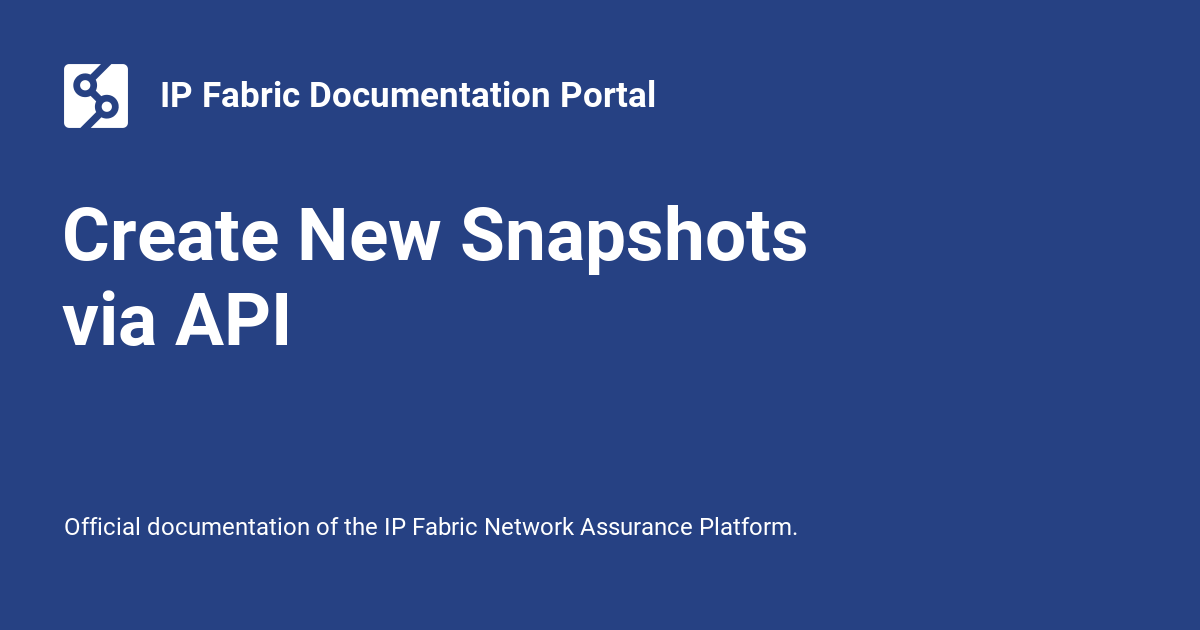 IP Fabric Documentation Portal
Create New Snapshots
via API
Official documentation of the IP Fabric Network Assurance Platform.